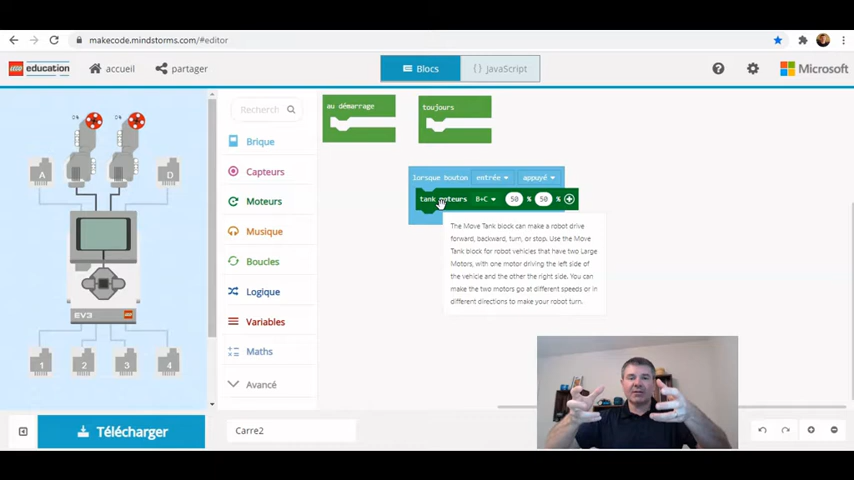 makecode.mindstorms.com/#editor
LEGO education
accueil
partager
Blocs
{ } JavaScript
Microsoft
Recherch
Brique
Capteurs
Moteurs
Musique
Boucles
Logique
Variables
Maths
Avancé
A
D
EV3
1
2
3
4
au démarrage
toujours
lorsque bouton entrée appuyé
tank moteurs B+C 50 % 50 %
The Move Tank block can make a robot drive
forward, backward, turn, or stop. Use the Move
Tank block for robot vehicles that have two Large
Motors, with one motor driving the left side of
the vehicle and the other the right side. You can
make the two motors go at different speeds or in
different directions to make your robot turn.
Télécharger
Carre2